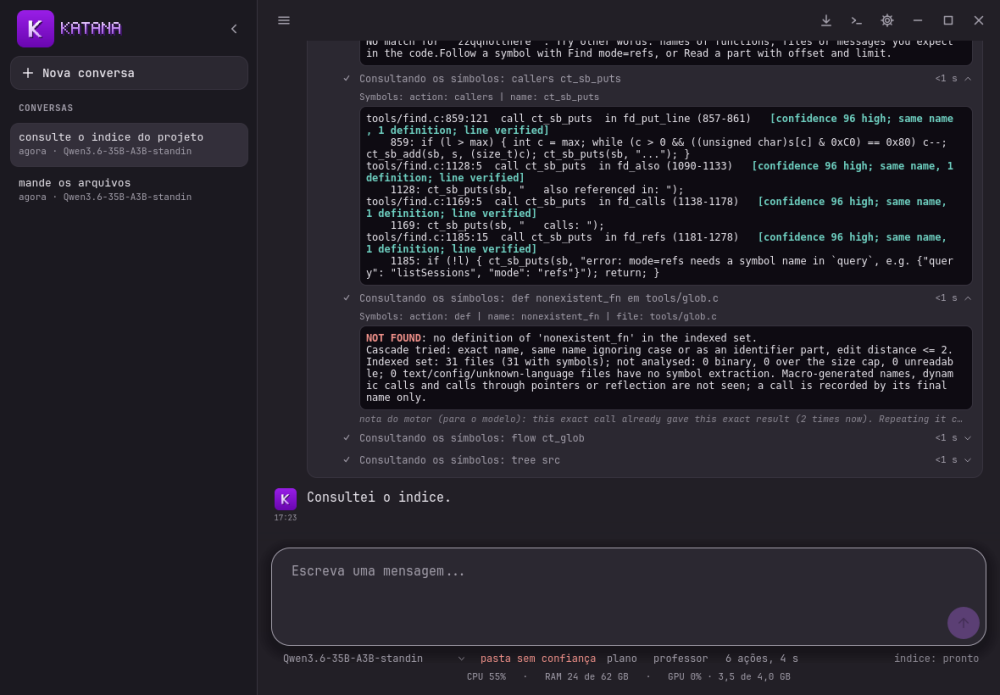 KATANA
Nova conversa
CONVERSAS
consulte o indice do projeto
agora · Qwen3.6-35B-A3B-standin
mande os arquivos
agora · Qwen3.6-35B-A3B-standin
No match for "zzqqnothere". Try other words: names of functions, files or messages you expect
in the code.Follow a symbol with Find mode=refs, or Read a part with offset and limit.
Consultando os símbolos: callers ct_sb_puts <1 s
Symbols: action: callers | name: ct_sb_puts
tools/find.c:859:121  call ct_sb_puts  in fd_put_line (857-861)   [confidence 96 high; same name
, 1 definition; line verified]
859: if (l > max) { int c = max; while (c > 0 && ((unsigned char)s[c] & 0xC0) == 0x80) c--;
ct_sb_add(sb, s, (size_t)c); ct_sb_puts(sb, "..."); }
tools/find.c:1128:5  call ct_sb_puts  in fd_also (1090-1133)   [confidence 96 high; same name, 1
definition; line verified]
1128: ct_sb_puts(sb, "   also referenced in: ");
tools/find.c:1169:5  call ct_sb_puts  in fd_calls (1138-1178)   [confidence 96 high; same name,
1 definition; line verified]
1169: ct_sb_puts(sb, "   calls: ");
tools/find.c:1185:15  call ct_sb_puts  in fd_refs (1181-1278)   [confidence 96 high; same name,
1 definition; line verified]
1185: if (!l) { ct_sb_puts(sb, "error: mode=refs needs a symbol name in `query`, e.g. {\"quer
y\": \"listSessions\", \"mode\": \"refs\"}"); return; }
Consultando os símbolos: def nonexistent_fn em tools/glob.c <1 s
Symbols: action: def | name: nonexistent_fn | file: tools/glob.c
NOT FOUND: no definition of 'nonexistent_fn' in the indexed set.
Cascade tried: exact name, same name ignoring case or as an identifier part, edit distance <= 2.
Indexed set: 31 files (31 with symbols); not analysed: 0 binary, 0 over the size cap, 0 unreadab
le; 0 text/config/unknown-language files have no symbol extraction. Macro-generated names, dynam
ic calls and calls through pointers or reflection are not seen; a call is recorded by its final
name only.
nota do motor (para o modelo): this exact call already gave this exact result (2 times now). Repeating it c…
Consultando os símbolos: flow ct_glob <1 s
Consultando os símbolos: tree src <1 s
Consultei o indice.
17:23
Escreva uma mensagem...
Qwen3.6-35B-A3B-standin pasta sem confiança plano professor 6 ações, 4 s índice: pronto
CPU 55% · RAM 24 de 62 GB · GPU 0% · 3,5 de 4,0 GB